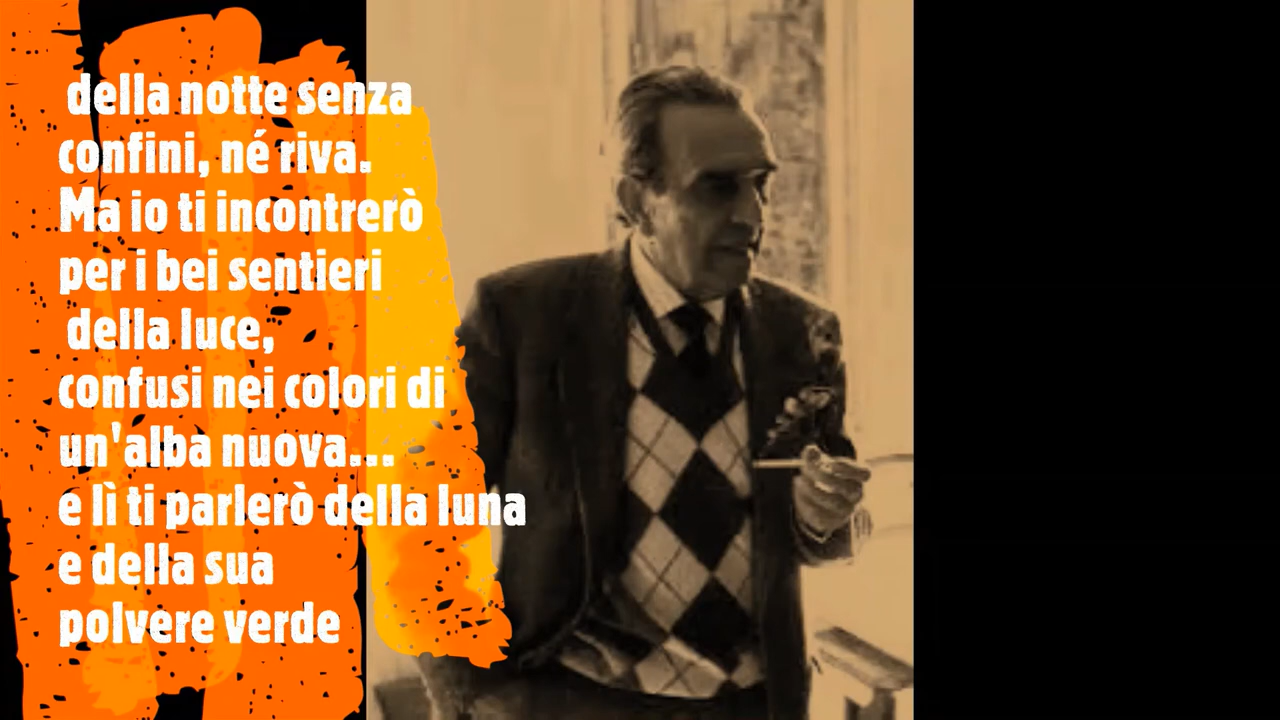 della notte senza
confini, né riva.
Ma io ti incontrerò
per i bei sentieri
della luce,
confusi nei colori di
un'alba nuova...
e lì ti parlerò della luna
e della sua
polvere verde